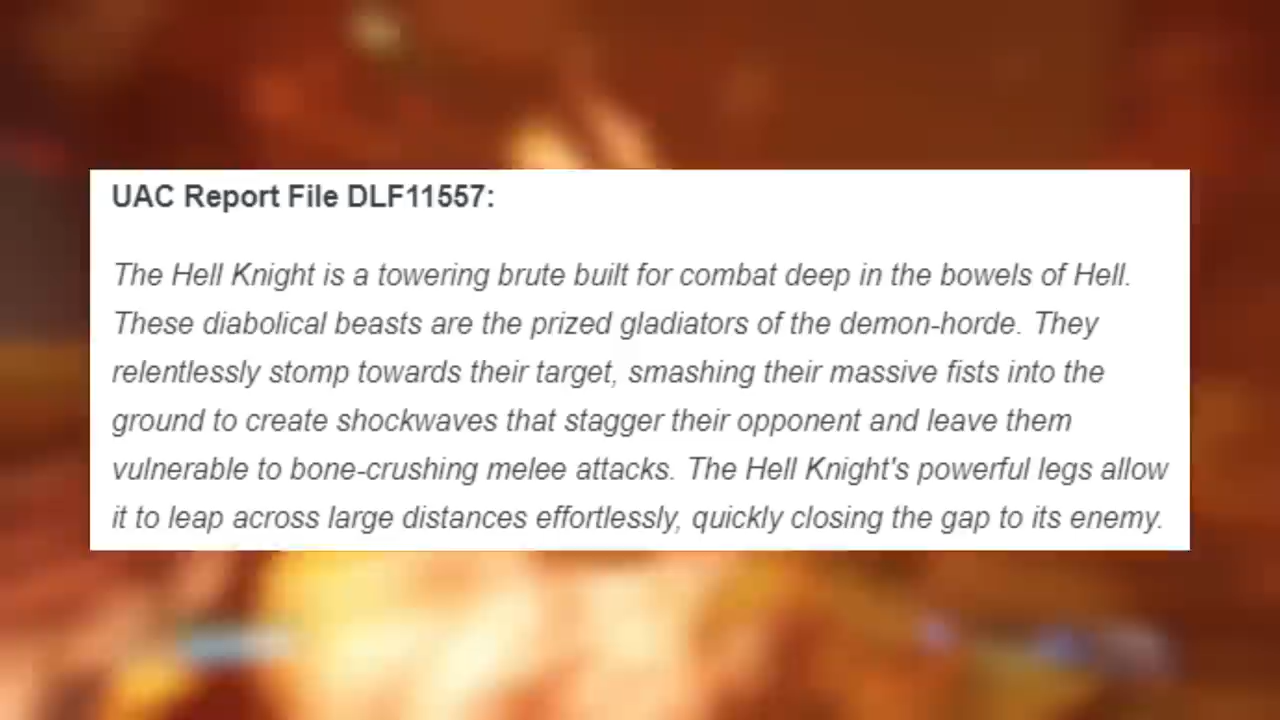 UAC Report File DLF11557:
The Hell Knight is a towering brute built for combat deep in the bowels of Hell.
These diabolical beasts are the prized gladiators of the demon-horde. They
relentlessly stomp towards their target, smashing their massive fists into the
ground to create shockwaves that stagger their opponent and leave them
vulnerable to bone-crushing melee attacks. The Hell Knight's powerful legs allow
it to leap across large distances effortlessly, quickly closing the gap to its enemy.